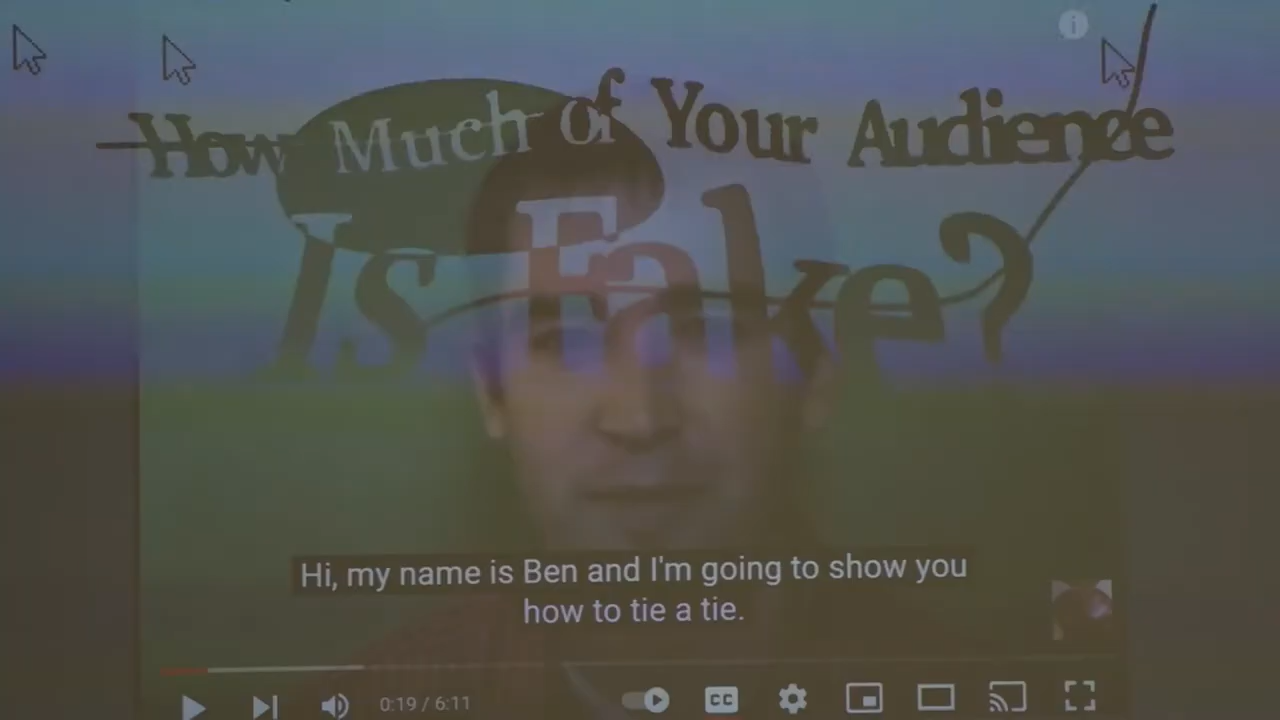 How Much of Your Audience
Is Fake?
Hi, my name is Ben and I'm going to show you
how to tie a tie.
0:19 / 6:11
CC